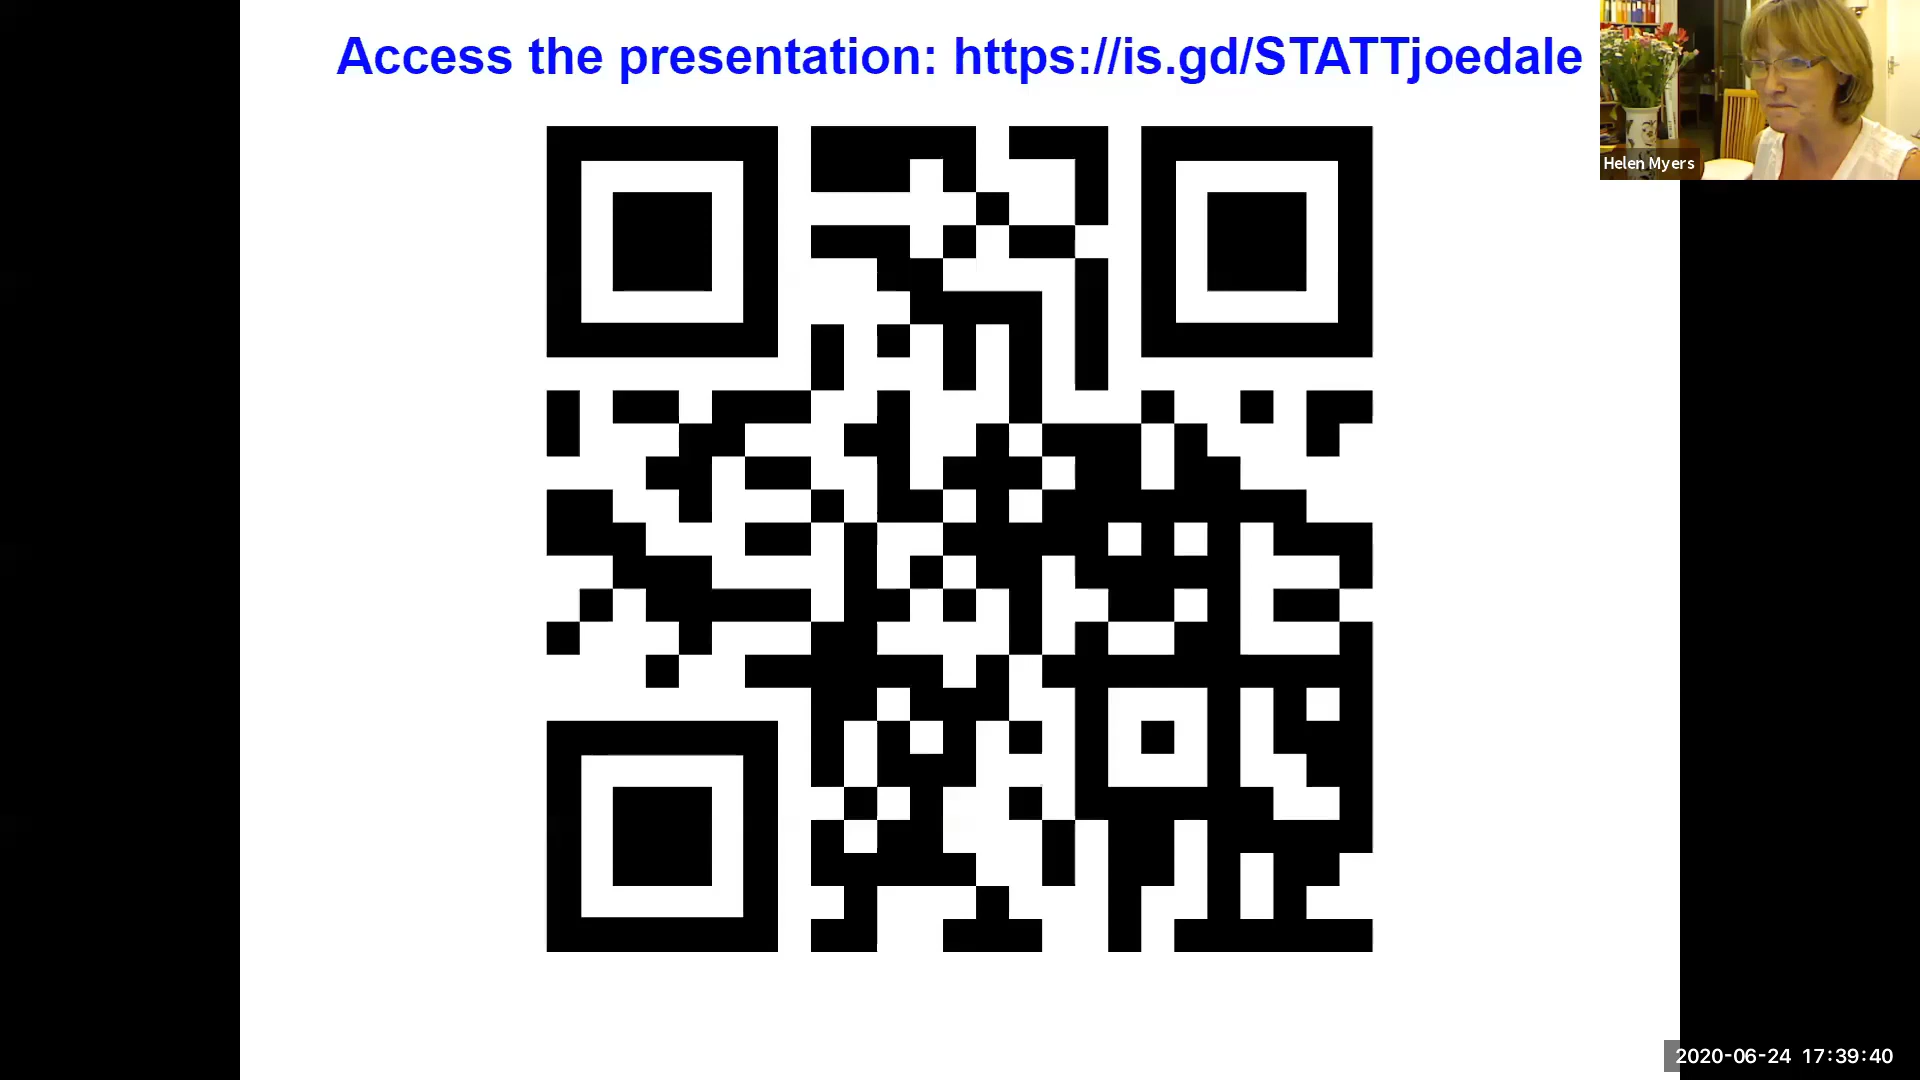 Access the presentation: https://is.gd/STATTjoedale
Helen Myers
2020-06-24 17:39:40